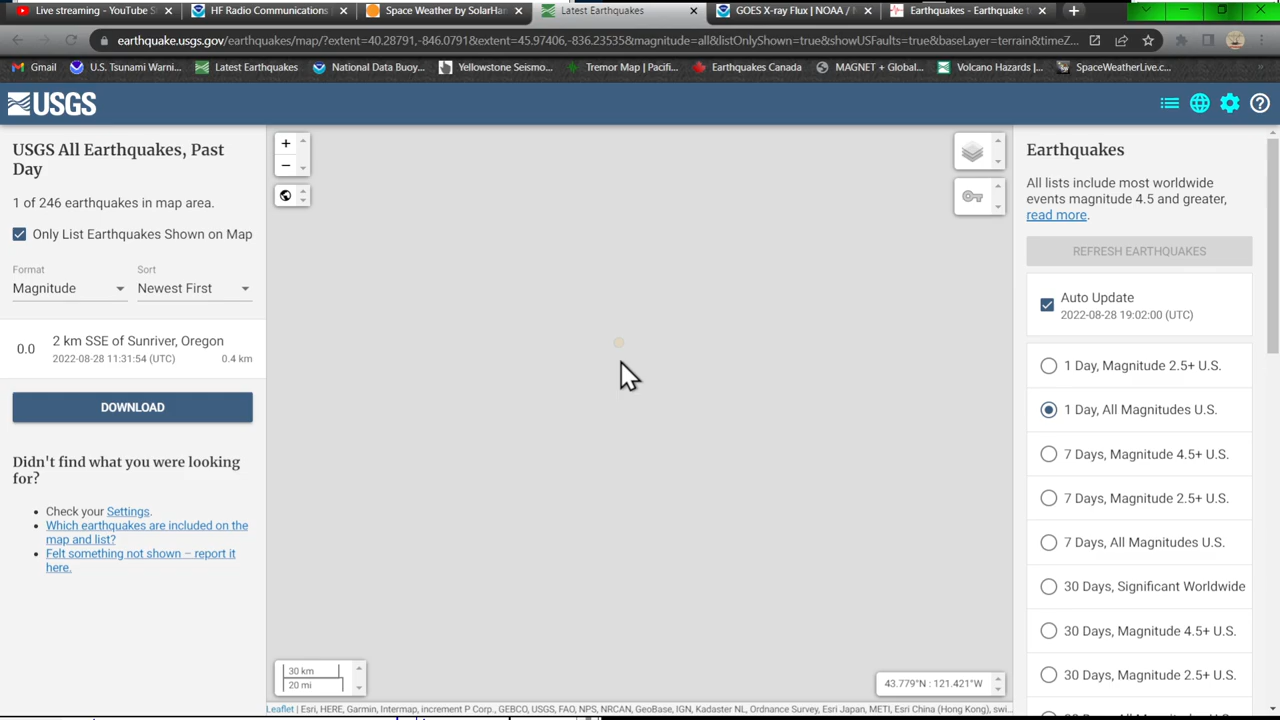 Live streaming - YouTube S
HF Radio Communications
Space Weather by SolarHam
Latest Earthquakes
GOES X-ray Flux | NOAA / N
Earthquakes - Earthquake t
earthquake.usgs.gov/earthquakes/map/?extent=40.28791,-846.0791&extent=45.97406,-836.23535&magnitude=all&listOnlyShown=true&showUSFaults=true&baseLayer=terrain&timeZ...
Gmail
U.S. Tsunami Warni...
Latest Earthquakes
National Data Buoy...
Yellowstone Seismo...
Tremor Map | Pacifi...
Earthquakes Canada
MAGNET + Global...
Volcano Hazards |...
SpaceWeatherLive.c...
USGS
USGS All Earthquakes, Past
Day
1 of 246 earthquakes in map area.
Only List Earthquakes Shown on Map
Format
Sort
Magnitude
Newest First
0.0
2 km SSE of Sunriver, Oregon
2022-08-28 11:31:54 (UTC)
0.4 km
DOWNLOAD
Didn't find what you were looking
for?
Check your Settings.
Which earthquakes are included on the
map and list?
Felt something not shown – report it
here.
+
−
30 km
20 mi
43.779°N : 121.421°W
Leaflet | Esri, HERE, Garmin, Intermap, increment P Corp., GEBCO, USGS, FAO, NPS, NRCAN, GeoBase, IGN, Kadaster NL, Ordnance Survey, Esri Japan, METI, Esri China (Hong Kong), swi...
Earthquakes
All lists include most worldwide
events magnitude 4.5 and greater,
read more.
REFRESH EARTHQUAKES
Auto Update
2022-08-28 19:02:00 (UTC)
1 Day, Magnitude 2.5+ U.S.
1 Day, All Magnitudes U.S.
7 Days, Magnitude 4.5+ U.S.
7 Days, Magnitude 2.5+ U.S.
7 Days, All Magnitudes U.S.
30 Days, Significant Worldwide
30 Days, Magnitude 4.5+ U.S.
30 Days, Magnitude 2.5+ U.S.